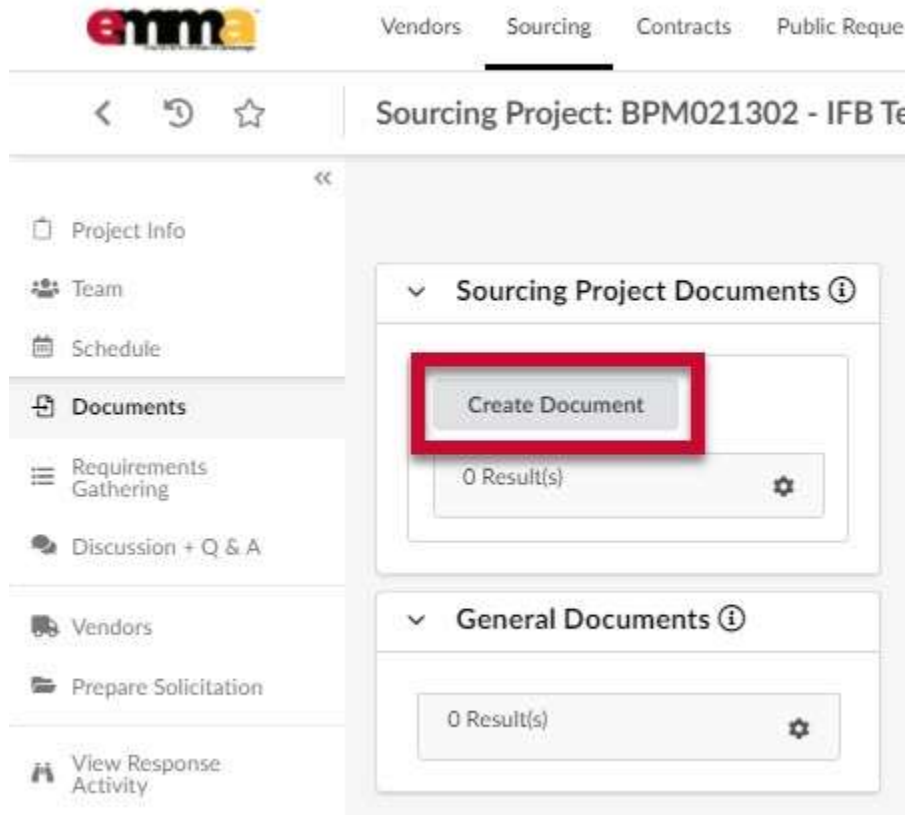 emma
Vendors Sourcing Contracts Public Reque
Sourcing Project: BPM021302 - IFB Te
Project Info
Team
Schedule
Documents
Requirements
Gathering
Discussion + Q & A
Vendors
Prepare Solicitation
View Response
Activity
Sourcing Project Documents
Create Document
0 Result(s)
General Documents
0 Result(s)